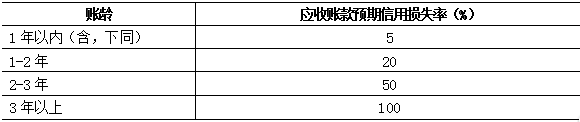 账龄 应收账款预期信用损失率（%）
1年以内（含，下同） 5
1-2年 20
2-3年 50
3年以上 100